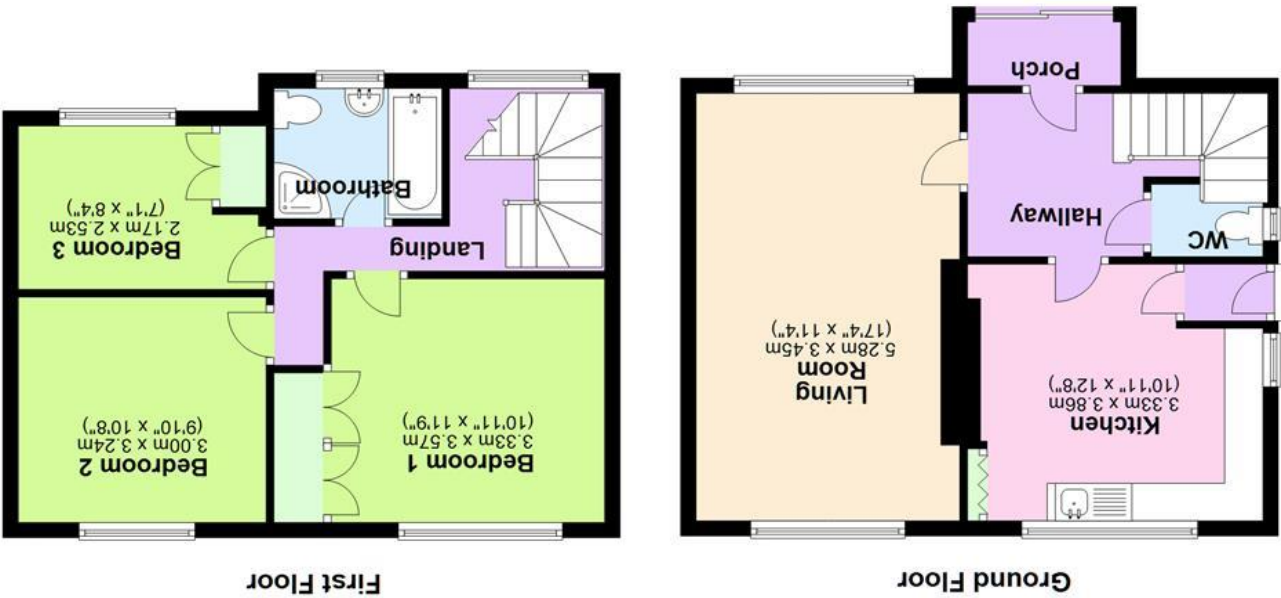 Ground Floor
Kitchen
3.33m x 3.86m
(10'11" x 12'8")
Living
Room
5.28m x 3.45m
(17'4" x 11'4")
WC
Hallway
Porch
First Floor
Bedroom 1
3.33m x 3.57m
(10'11" x 11'9")
Bedroom 2
3.00m x 3.24m
(9'10" x 10'8")
Landing
Bedroom 3
2.17m x 2.53m
(7'1" x 8'4")
Bathroom